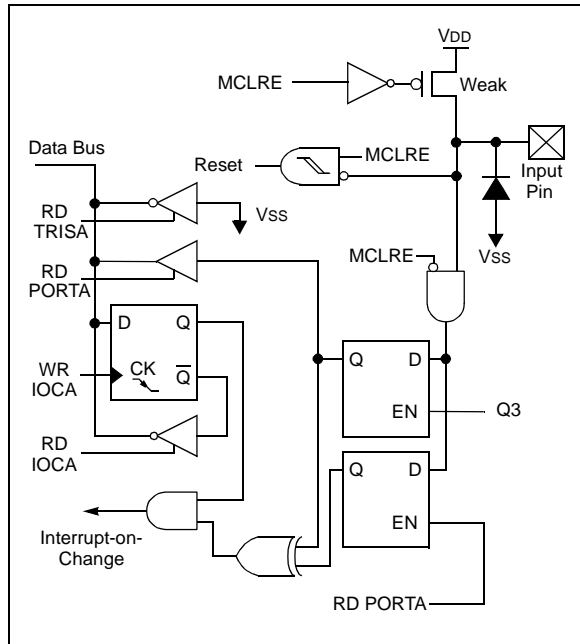 VDD
MCLRE
Weak
Data Bus
Reset
MCLRE
Input
Pin
RD
TRISA
VSS
VSS
MCLRE
RD
PORTA
D
Q
Q
D
WR
IOCA
CK
Q
EN
Q3
RD
IOCA
Q
D
EN
Interrupt-on-
Change
RD PORTA